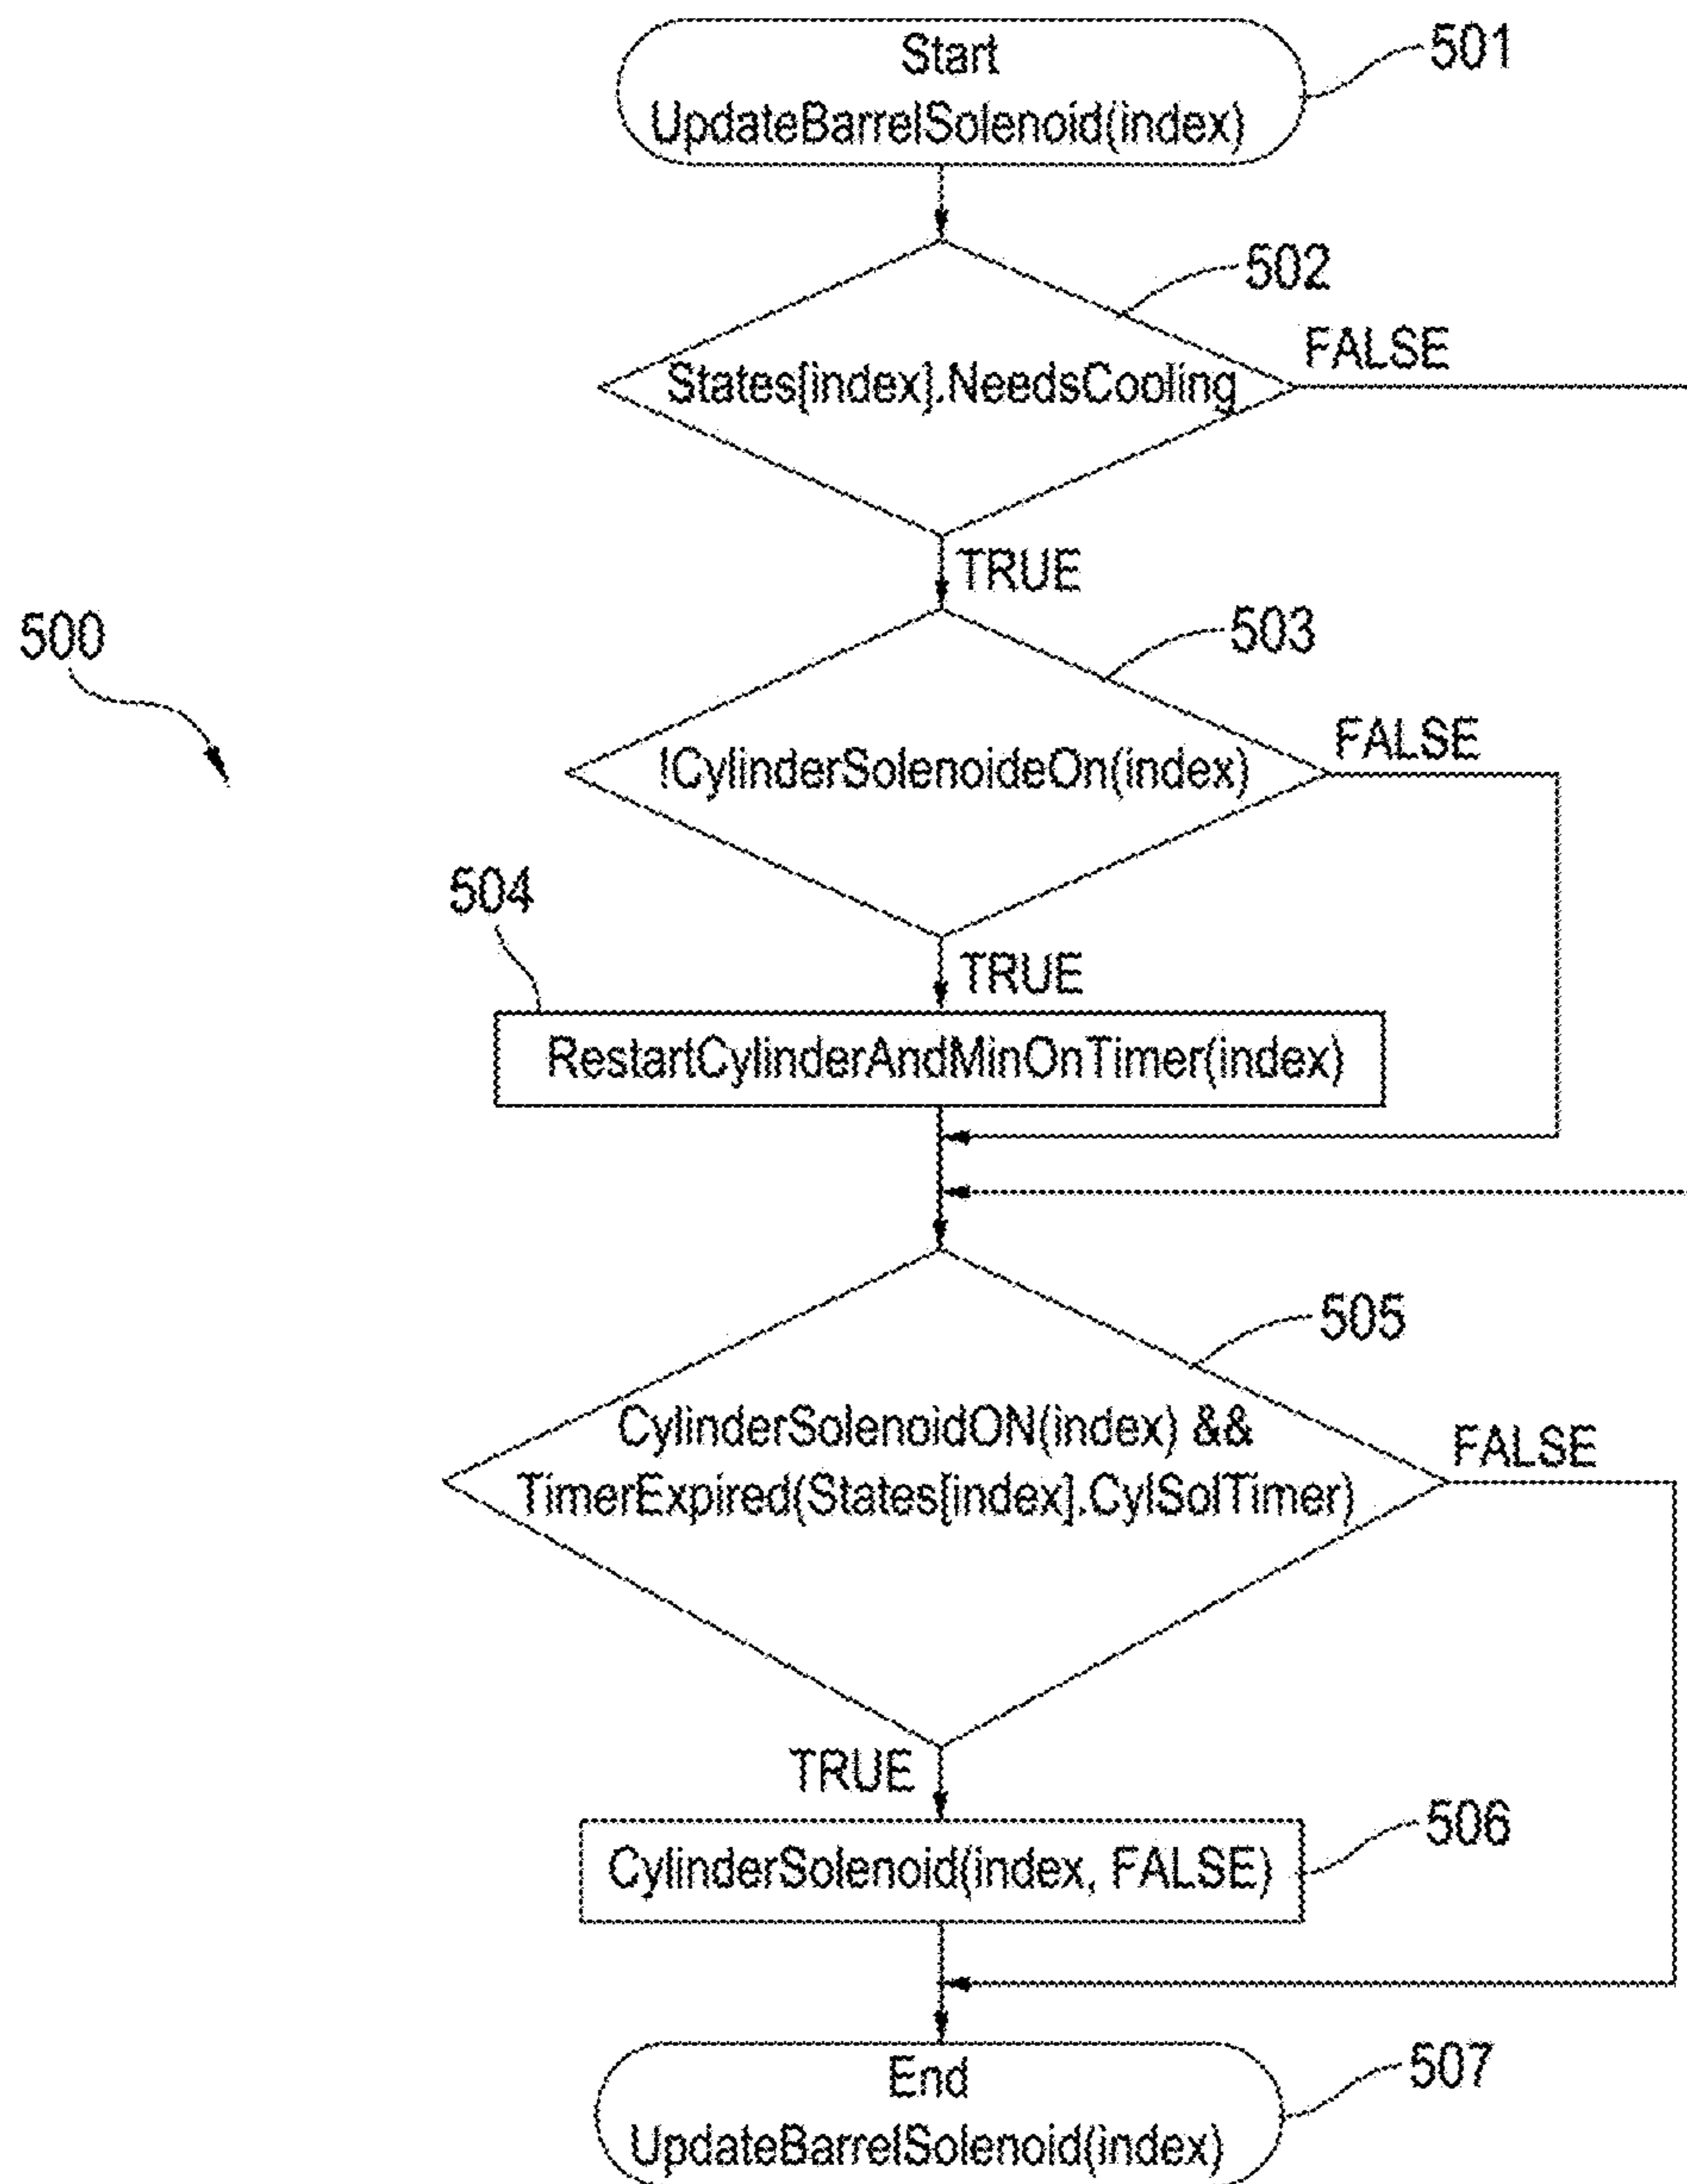 Start
UpdateBarrelSolenoid(index)
501
502
States[index].NeedsCooling
FALSE
TRUE
500
503
!CylinderSolenoideOn(index)
FALSE
504
TRUE
RestartCylinderAndMinOnTimer(index)
505
CylinderSolenoidON(index) &&
TimerExpired(States[index].CylSolTimer)
FALSE
TRUE
506
CylinderSolenoid(index, FALSE)
End
UpdateBarrelSolenoid(index)
507